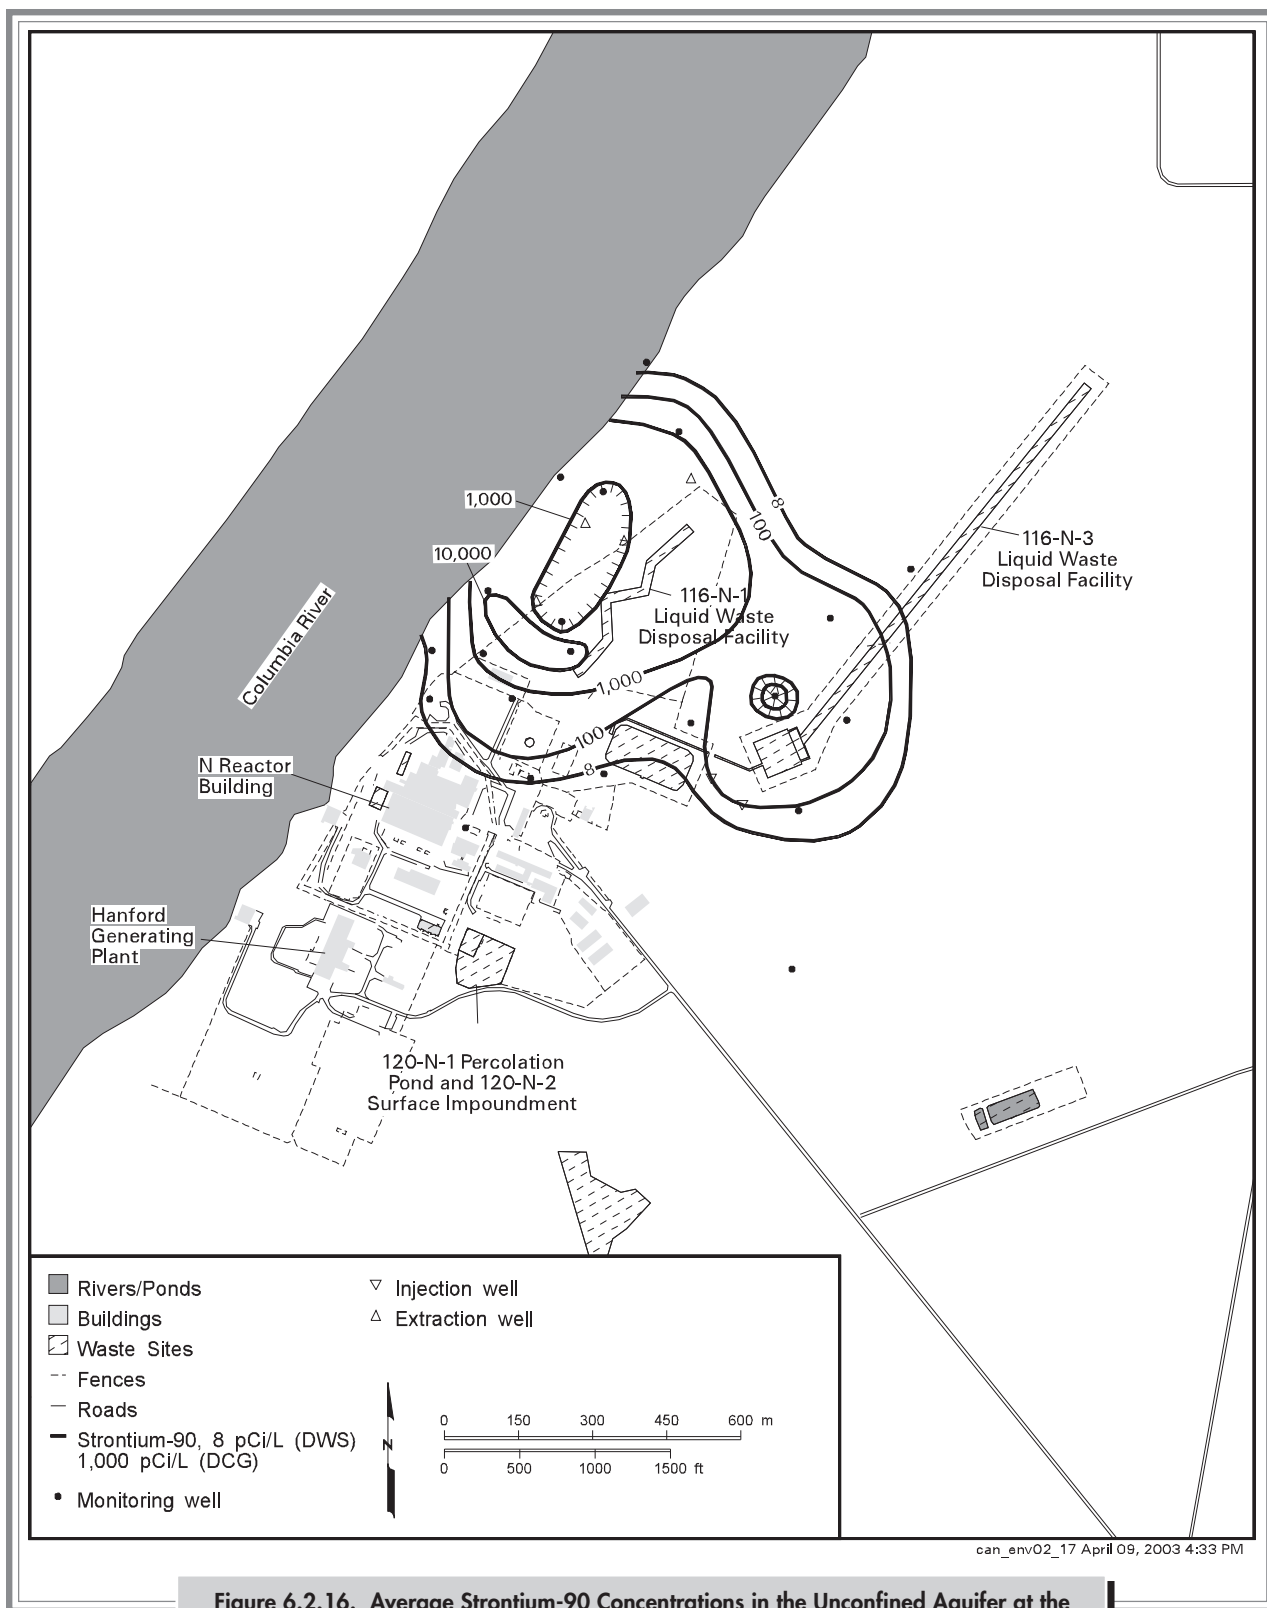 1,000
10,000
8
100
116-N-3
Liquid Waste
Disposal Facility
116-N-1
Liquid Waste
Disposal Facility
Columbia River
1,000
100
8
N Reactor
Building
Hanford
Generating
Plant
120-N-1 Percolation
Pond and 120-N-2
Surface Impoundment
Rivers/Ponds
Buildings
Waste Sites
Fences
Roads
Strontium-90, 8 pCi/L (DWS)
1,000 pCi/L (DCG)
Monitoring well
Injection well
Extraction well
N
0 150 300 450 600 m
0 500 1000 1500 ft
can_env02_17 April 09, 2003 4:33 PM
Figure 6.2.16. Average Strontium-90 Concentrations in the Unconfined Aquifer at the